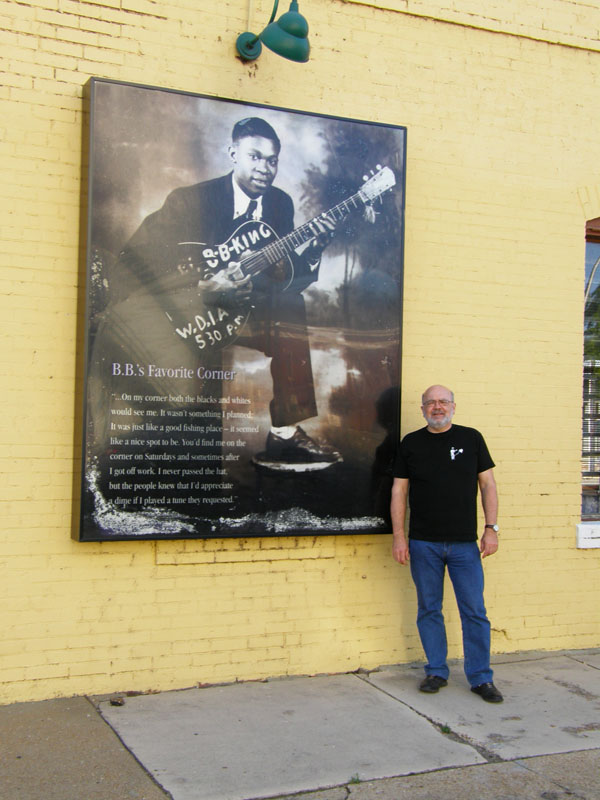 B·B-KING
W.D.I.A
530 P.M.
B.B.'s Favorite Corner
"...On my corner both the blacks and whites
would see me. It wasn't something I planned;
It was just like a good fishing place – it seemed
like a nice spot to be. You'd find me on the
corner on Saturdays and sometimes after
I got off work. I never passed the hat,
but the people knew that I'd appreciate
a dime if I played a tune they requested."